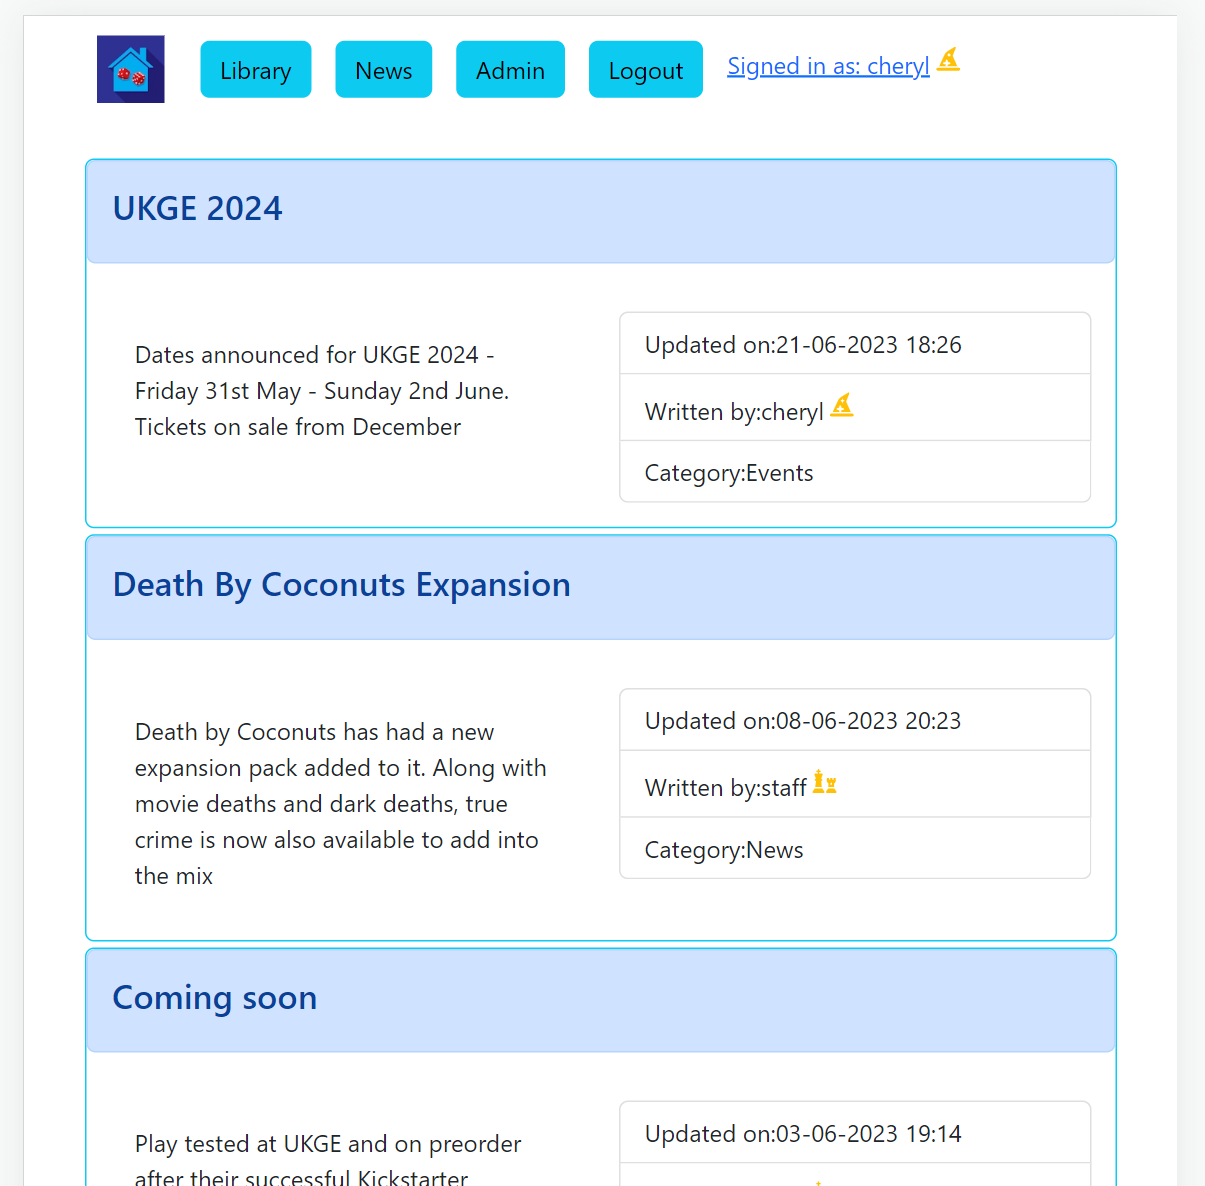 Library News Admin Logout Signed in as: cheryl
UKGE 2024
Dates announced for UKGE 2024 -
Friday 31st May - Sunday 2nd June.
Tickets on sale from December
Updated on:21-06-2023 18:26
Written by:cheryl
Category:Events
Death By Coconuts Expansion
Death by Coconuts has had a new
expansion pack added to it. Along with
movie deaths and dark deaths, true
crime is now also available to add into
the mix
Updated on:08-06-2023 20:23
Written by:staff
Category:News
Coming soon
Play tested at UKGE and on preorder
after their successful Kickstarter
Updated on:03-06-2023 19:14